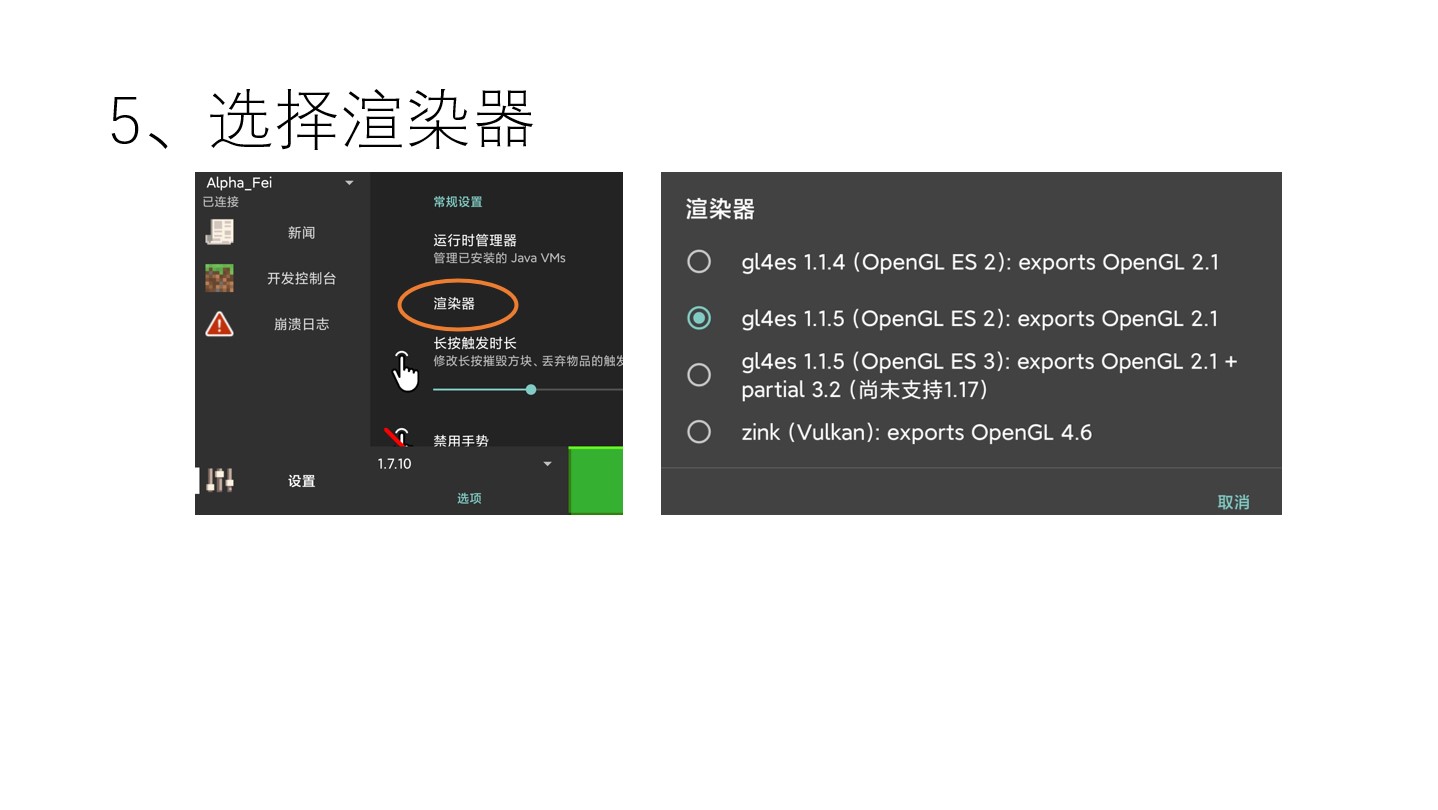 5、选择渲染器
Alpha_Fei
已连接
新闻
开发控制台
崩溃日志
设置
常规设置
运行时管理器
管理已安装的 Java VMs
渲染器
长按触发时长
修改长按摧毁方块、丢弃物品的触发
禁用手势
1.7.10
选项
渲染器
gl4es 1.1.4 (OpenGL ES 2): exports OpenGL 2.1
gl4es 1.1.5 (OpenGL ES 2): exports OpenGL 2.1
gl4es 1.1.5 (OpenGL ES 3): exports OpenGL 2.1 +
partial 3.2 (尚未支持1.17)
zink (Vulkan): exports OpenGL 4.6
取消